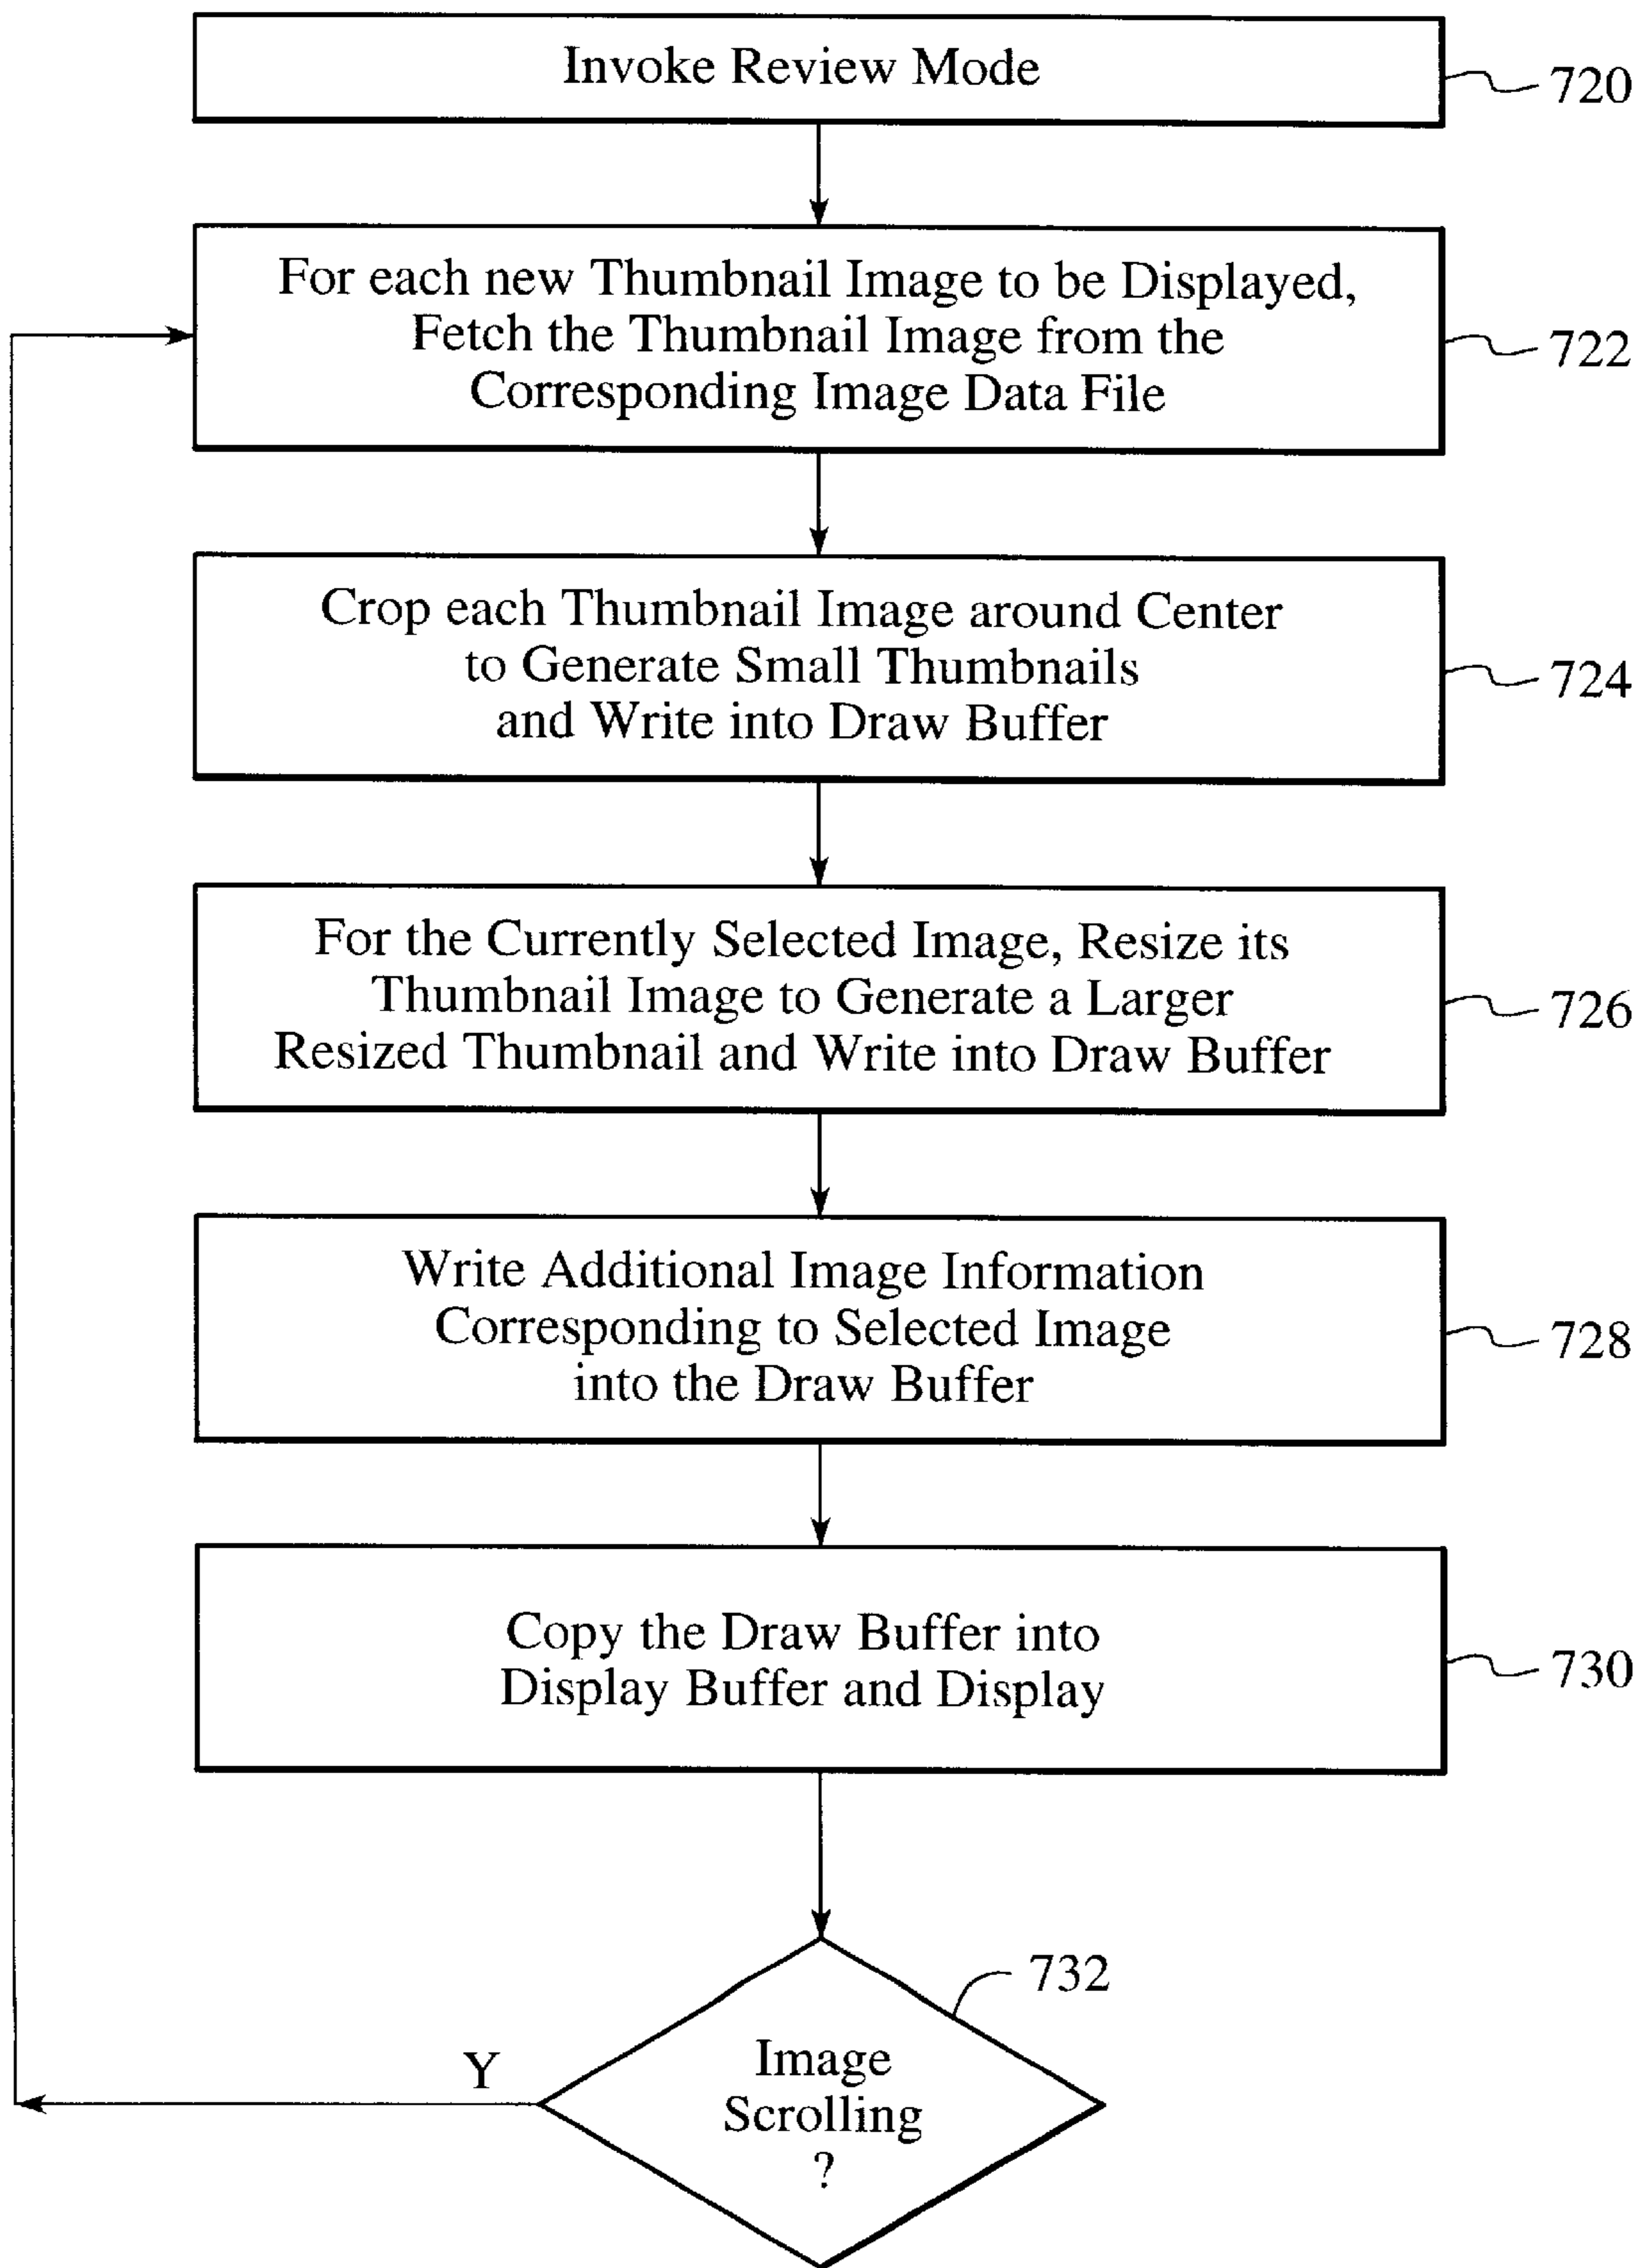 Invoke Review Mode
720
For each new Thumbnail Image to be Displayed,
Fetch the Thumbnail Image from the
Corresponding Image Data File
722
Crop each Thumbnail Image around Center
to Generate Small Thumbnails
and Write into Draw Buffer
724
For the Currently Selected Image, Resize its
Thumbnail Image to Generate a Larger
Resized Thumbnail and Write into Draw Buffer
726
Write Additional Image Information
Corresponding to Selected Image
into the Draw Buffer
728
Copy the Draw Buffer into
Display Buffer and Display
730
732
Y
Image
Scrolling
?